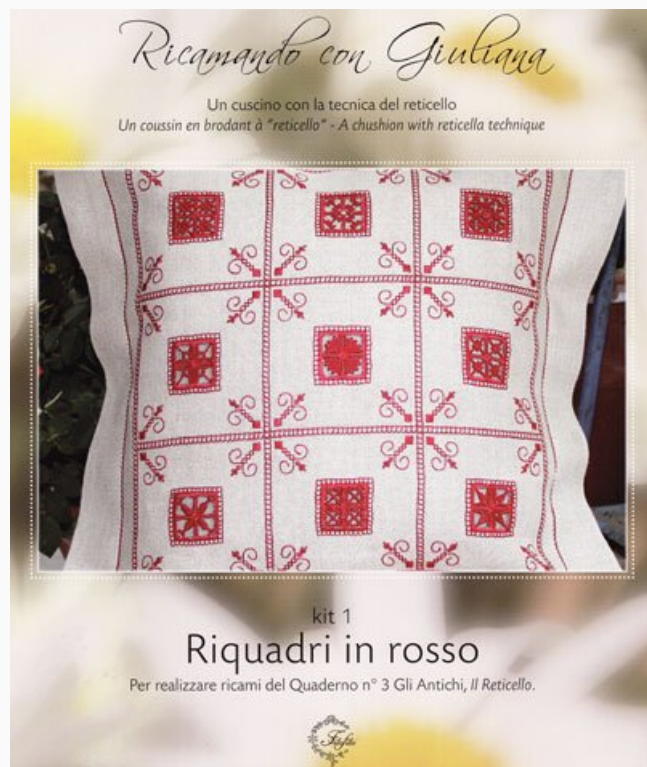 Ricamando con Giuliana
Un cuscino con la tecnica del reticello
Un coussin en brodant à "reticello" - A chushion with reticella technique
kit 1
Riquadri in rosso
Per realizzare ricami del Quaderno n° 3 Gli Antichi, Il Reticello.